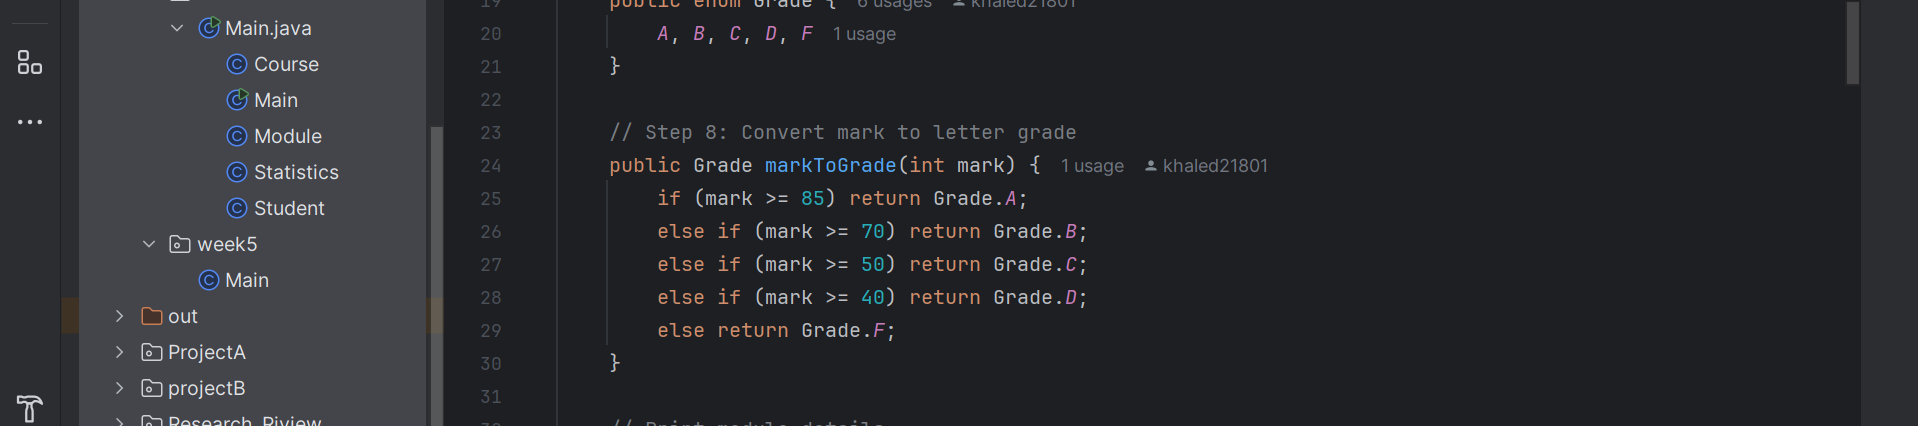 Main.java
Course
Main
Module
Statistics
Student
week5
Main
out
ProjectA
projectB
Research_Riview
19 public enum Grade { 6 usages khaled21801
20 A, B, C, D, F 1 usage
21 }
22
23 // Step 8: Convert mark to letter grade
24 public Grade markToGrade(int mark) { 1 usage khaled21801
25 if (mark >= 85) return Grade.A;
26 else if (mark >= 70) return Grade.B;
27 else if (mark >= 50) return Grade.C;
28 else if (mark >= 40) return Grade.D;
29 else return Grade.F;
30 }
31
// Print module details